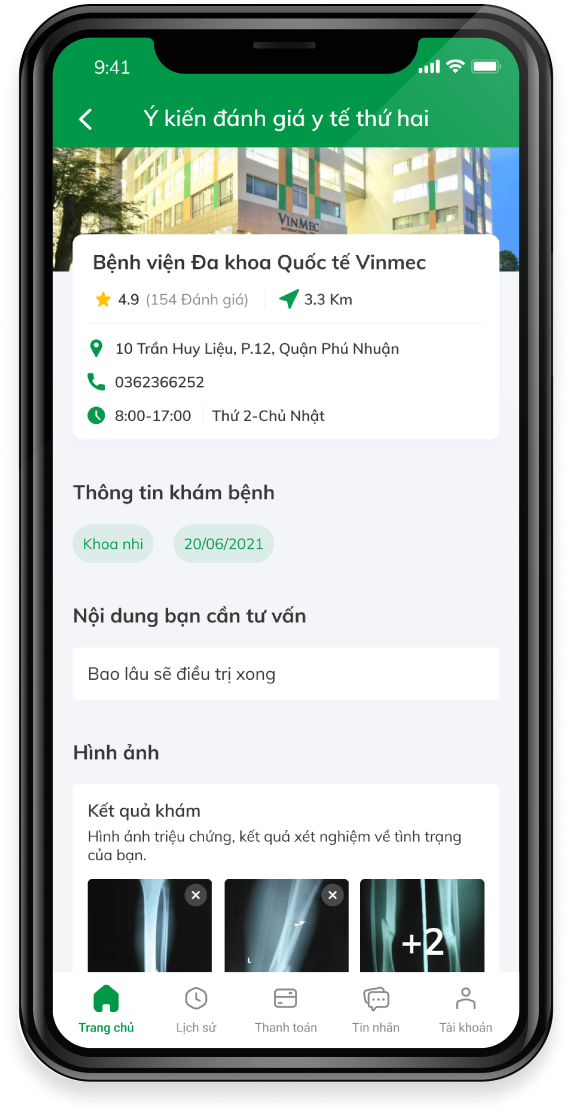 9:41
Ý kiến đánh giá y tế thứ hai
VINMEC
Bệnh viện Đa khoa Quốc tế Vinmec
4.9 (154 Đánh giá) 3.3 Km
10 Trần Huy Liệu, P.12, Quận Phú Nhuận
0362366252
8:00-17:00 Thứ 2-Chủ Nhật
Thông tin khám bệnh
Khoa nhi 20/06/2021
Nội dung bạn cần tư vấn
Bao lâu sẽ điều trị xong
Hình ảnh
Kết quả khám
Hình ảnh triệu chứng, kết quả xét nghiệm về tình trạng
của bạn.
L
+2
Trang chủ Lịch sử Thanh toán Tin nhắn Tài khoản